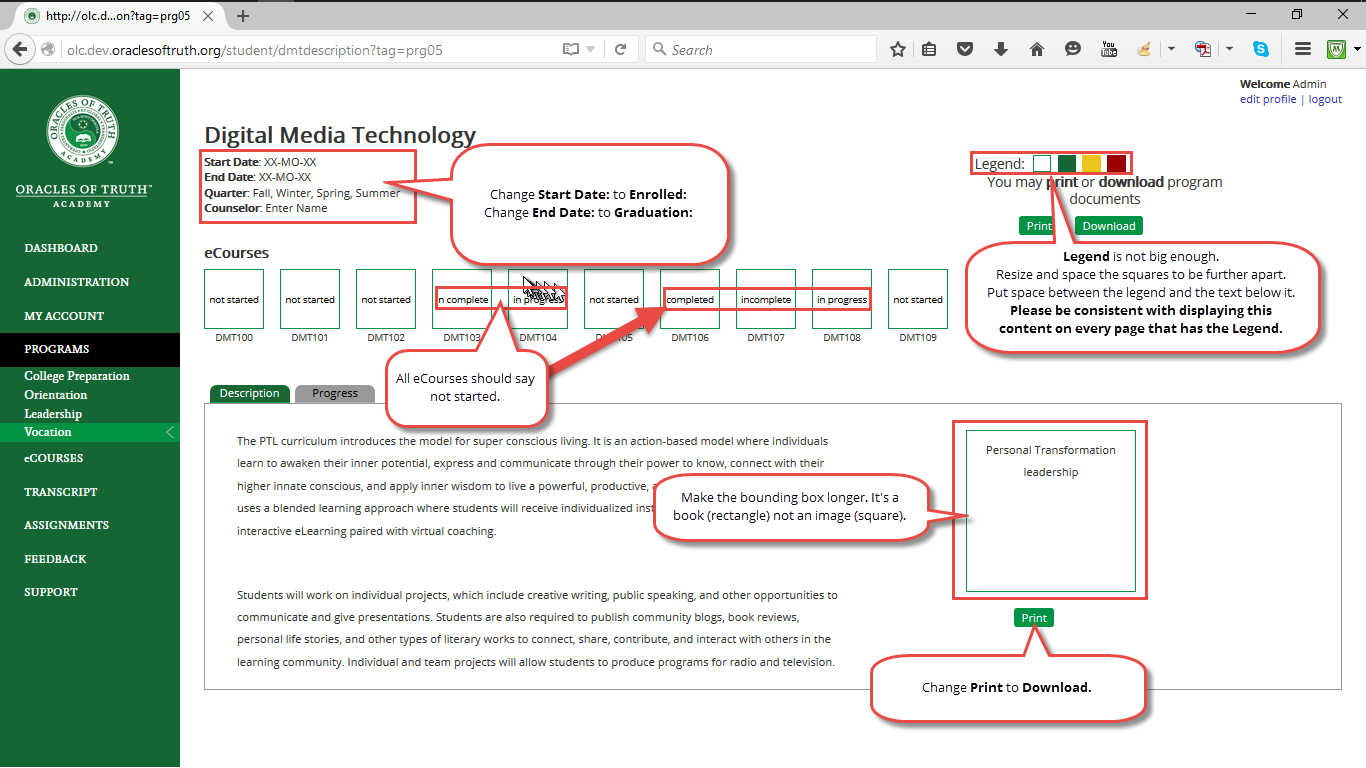 http://olc.d...on?tag=prg05
olc.dev.oraclesoftruth.org/student/dmtdescription?tag=prg05
Search
You Tube
Welcome Admin
edit profile | logout
ORACLES OF TRUTH
ACADEMY
ORACLES OF TRUTH™
ACADEMY
DASHBOARD
ADMINISTRATION
MY ACCOUNT
PROGRAMS
College Preparation
Orientation
Leadership
Vocation
eCOURSES
TRANSCRIPT
ASSIGNMENTS
FEEDBACK
SUPPORT
Digital Media Technology
Start Date: XX-MO-XX
End Date: XX-MO-XX
Quarter: Fall, Winter, Spring, Summer
Counselor: Enter Name
Change Start Date: to Enrolled:
Change End Date: to Graduation:
Legend:
You may print or download program
documents
Print
Download
Legend is not big enough.
Resize and space the squares to be further apart.
Put space between the legend and the text below it.
Please be consistent with displaying this
content on every page that has the Legend.
eCourses
not started not started not started in complete in progress not started completed incomplete in progress not started
DMT100 DMT101 DMT102 DMT103 DMT104 DMT105 DMT106 DMT107 DMT108 DMT109
All eCourses should say
not started.
Description Progress
The PTL curriculum introduces the model for super conscious living. It is an action-based model where individuals
learn to awaken their inner potential, express and communicate through their power to know, connect with their
higher innate conscious, and apply inner wisdom to live a powerful, productive,
uses a blended learning approach where students will receive individualized
interactive eLearning paired with virtual coaching.
Students will work on individual projects, which include creative writing, public speaking, and other opportunities to
communicate and give presentations. Students are also required to publish community blogs, book reviews,
personal life stories, and other types of literary works to connect, share, contribute, and interact with others in the
learning community. Individual and team projects will allow students to produce programs for radio and television.
Make the bounding box longer. It's a
book (rectangle) not an image (square).
Personal Transformation
leadership
Print
Change Print to Download.